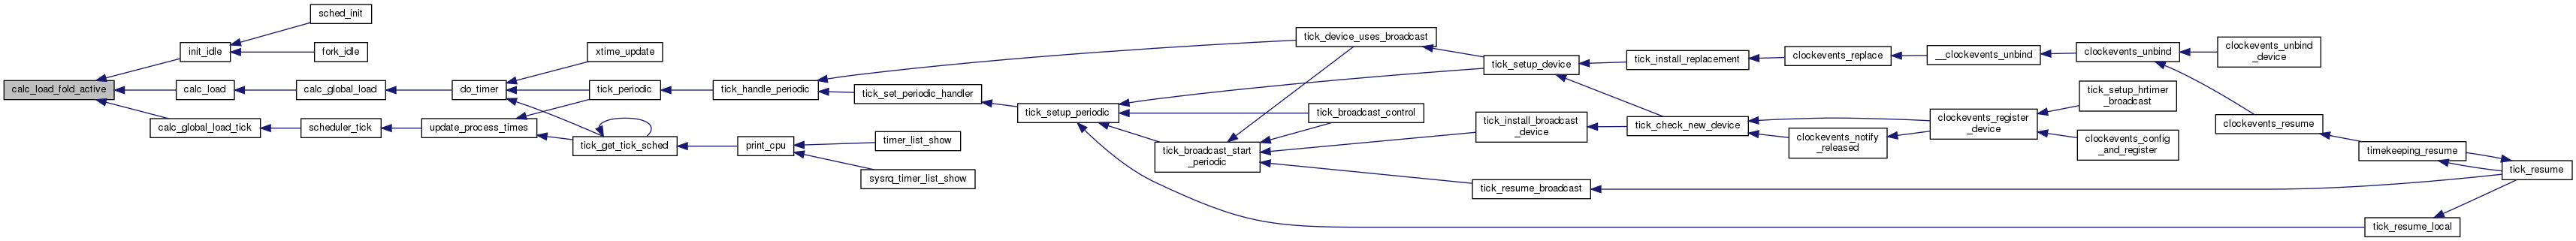 calc_load_fold_active
init_idle
sched_init
fork_idle
calc_load
calc_global_load
do_timer
xtime_update
calc_global_load_tick
scheduler_tick
update_process_times
tick_periodic
tick_get_tick_sched
tick_handle_periodic
print_cpu
timer_list_show
sysrq_timer_list_show
tick_set_periodic_handler
tick_setup_periodic
tick_broadcast_start
_periodic
tick_device_uses_broadcast
tick_broadcast_control
tick_install_broadcast
_device
tick_resume_broadcast
tick_setup_device
tick_install_replacement
tick_check_new_device
clockevents_replace
clockevents_notify
_released
__clockevents_unbind
clockevents_register
_device
clockevents_unbind
tick_setup_hrtimer
_broadcast
clockevents_config
_and_register
clockevents_unbind
_device
clockevents_resume
timekeeping_resume
tick_resume
tick_resume_local